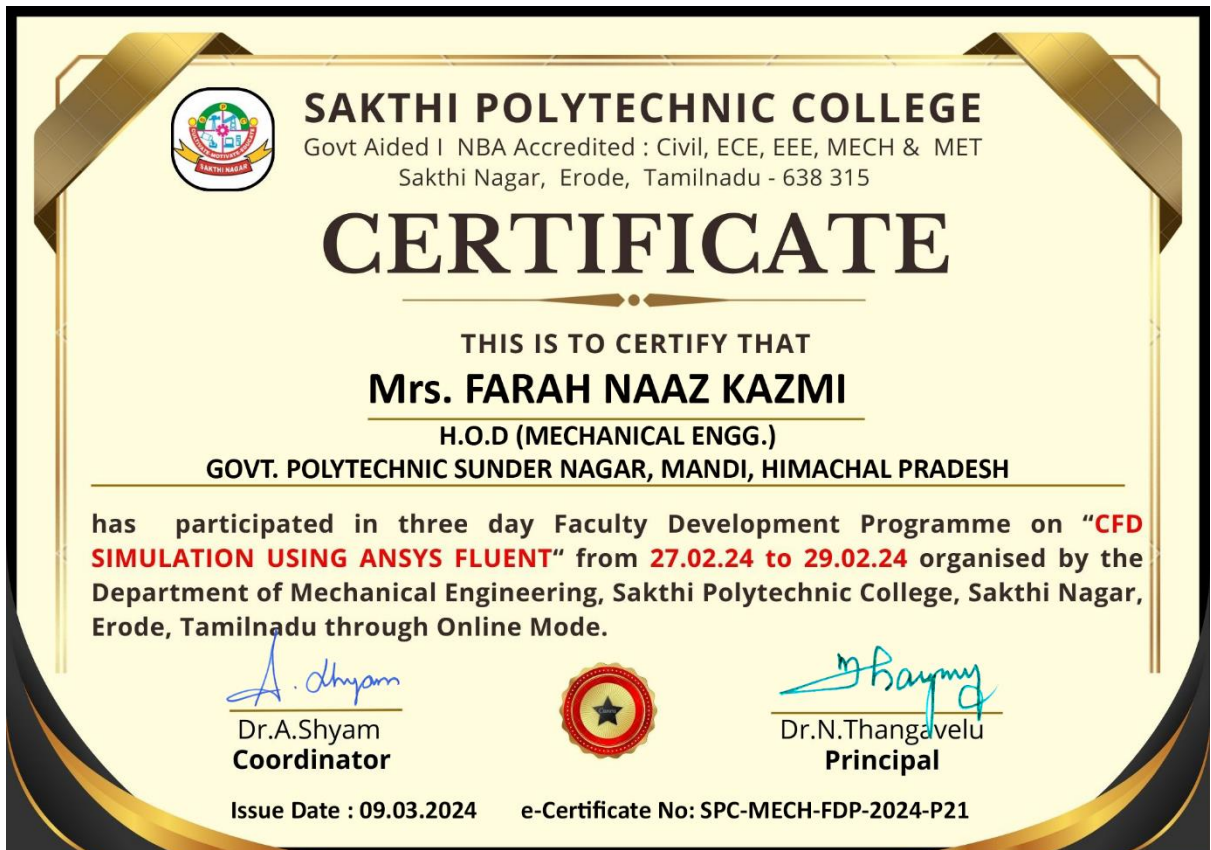 SAKTHI POLYTECHNIC COLLEGE
Govt Aided I NBA Accredited : Civil, ECE, EEE, MECH & MET
Sakthi Nagar, Erode, Tamilnadu - 638 315
SAKTHI NAGAR
CERTIFICATE
THIS IS TO CERTIFY THAT
Mrs. FARAH NAAZ KAZMI
H.O.D (MECHANICAL ENGG.)
GOVT. POLYTECHNIC SUNDER NAGAR, MANDI, HIMACHAL PRADESH
has participated in three day Faculty Development Programme on “CFD
SIMULATION USING ANSYS FLUENT“ from 27.02.24 to 29.02.24 organised by the
Department of Mechanical Engineering, Sakthi Polytechnic College, Sakthi Nagar,
Erode, Tamilnadu through Online Mode.
A. Shyam
Dr.A.Shyam
Coordinator
Dr.N.Thangavelu
Principal
Issue Date : 09.03.2024 e-Certificate No: SPC-MECH-FDP-2024-P21